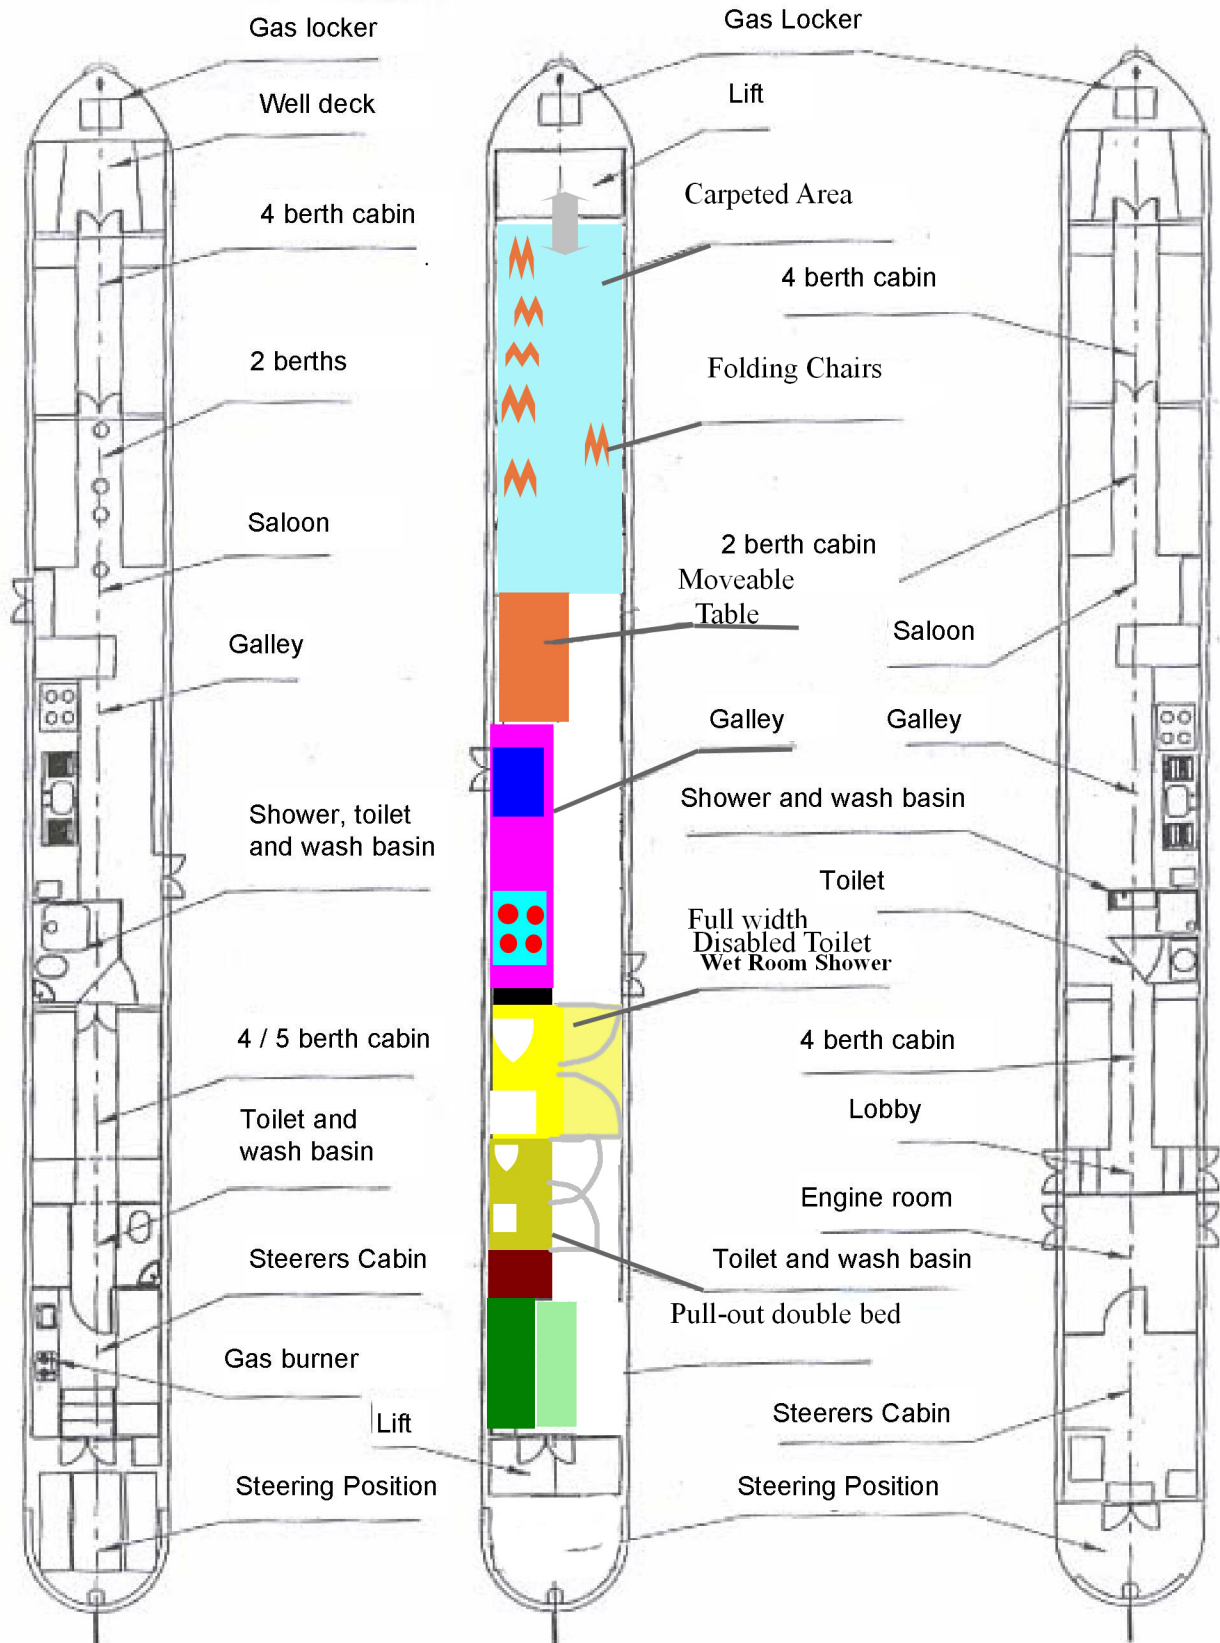 Gas locker
Well deck
4 berth cabin
2 berths
Saloon
Galley
Shower, toilet
and wash basin
4 / 5 berth cabin
Toilet and
wash basin
Steerers Cabin
Gas burner
Lift
Steering Position
Gas Locker
Lift
Carpeted Area
4 berth cabin
Folding Chairs
2 berth cabin
Moveable
Table
Saloon
Galley
Galley
Shower and wash basin
Toilet
Full width
Disabled Toilet
Wet Room Shower
4 berth cabin
Lobby
Engine room
Toilet and wash basin
Pull-out double bed
Steerers Cabin
Steering Position